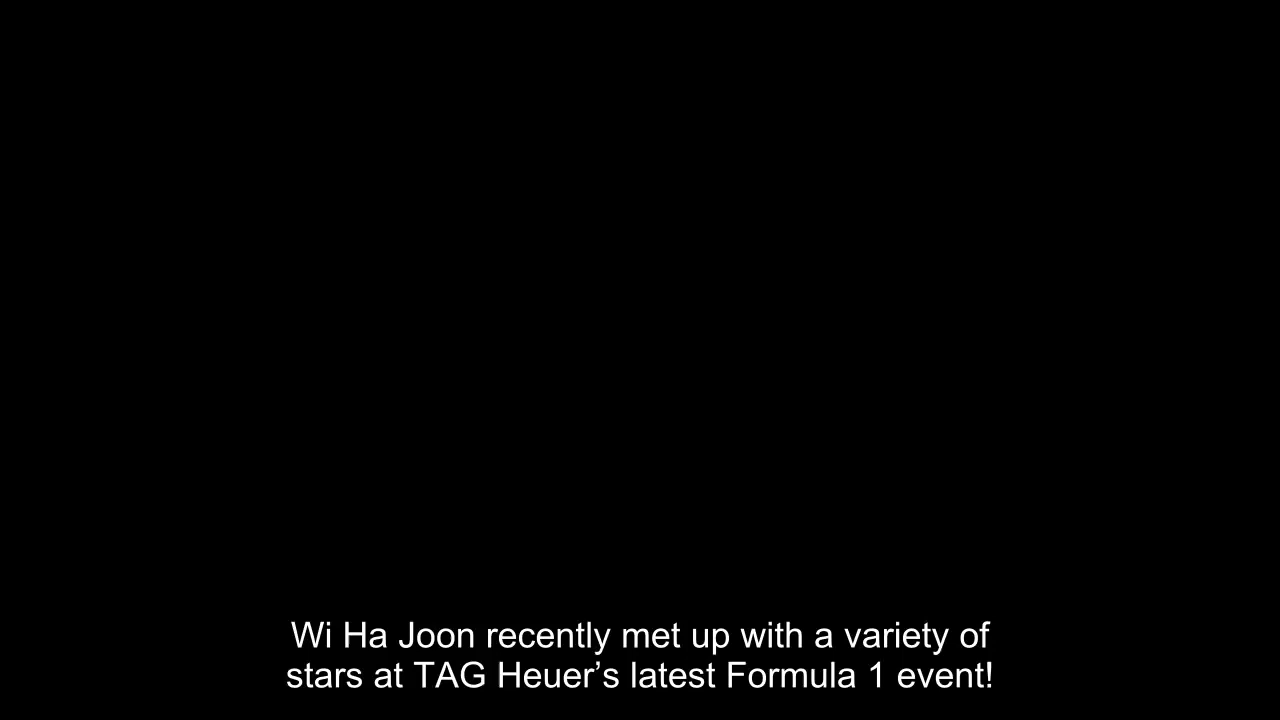 Wi Ha Joon recently met up with a variety of
stars at TAG Heuer’s latest Formula 1 event!